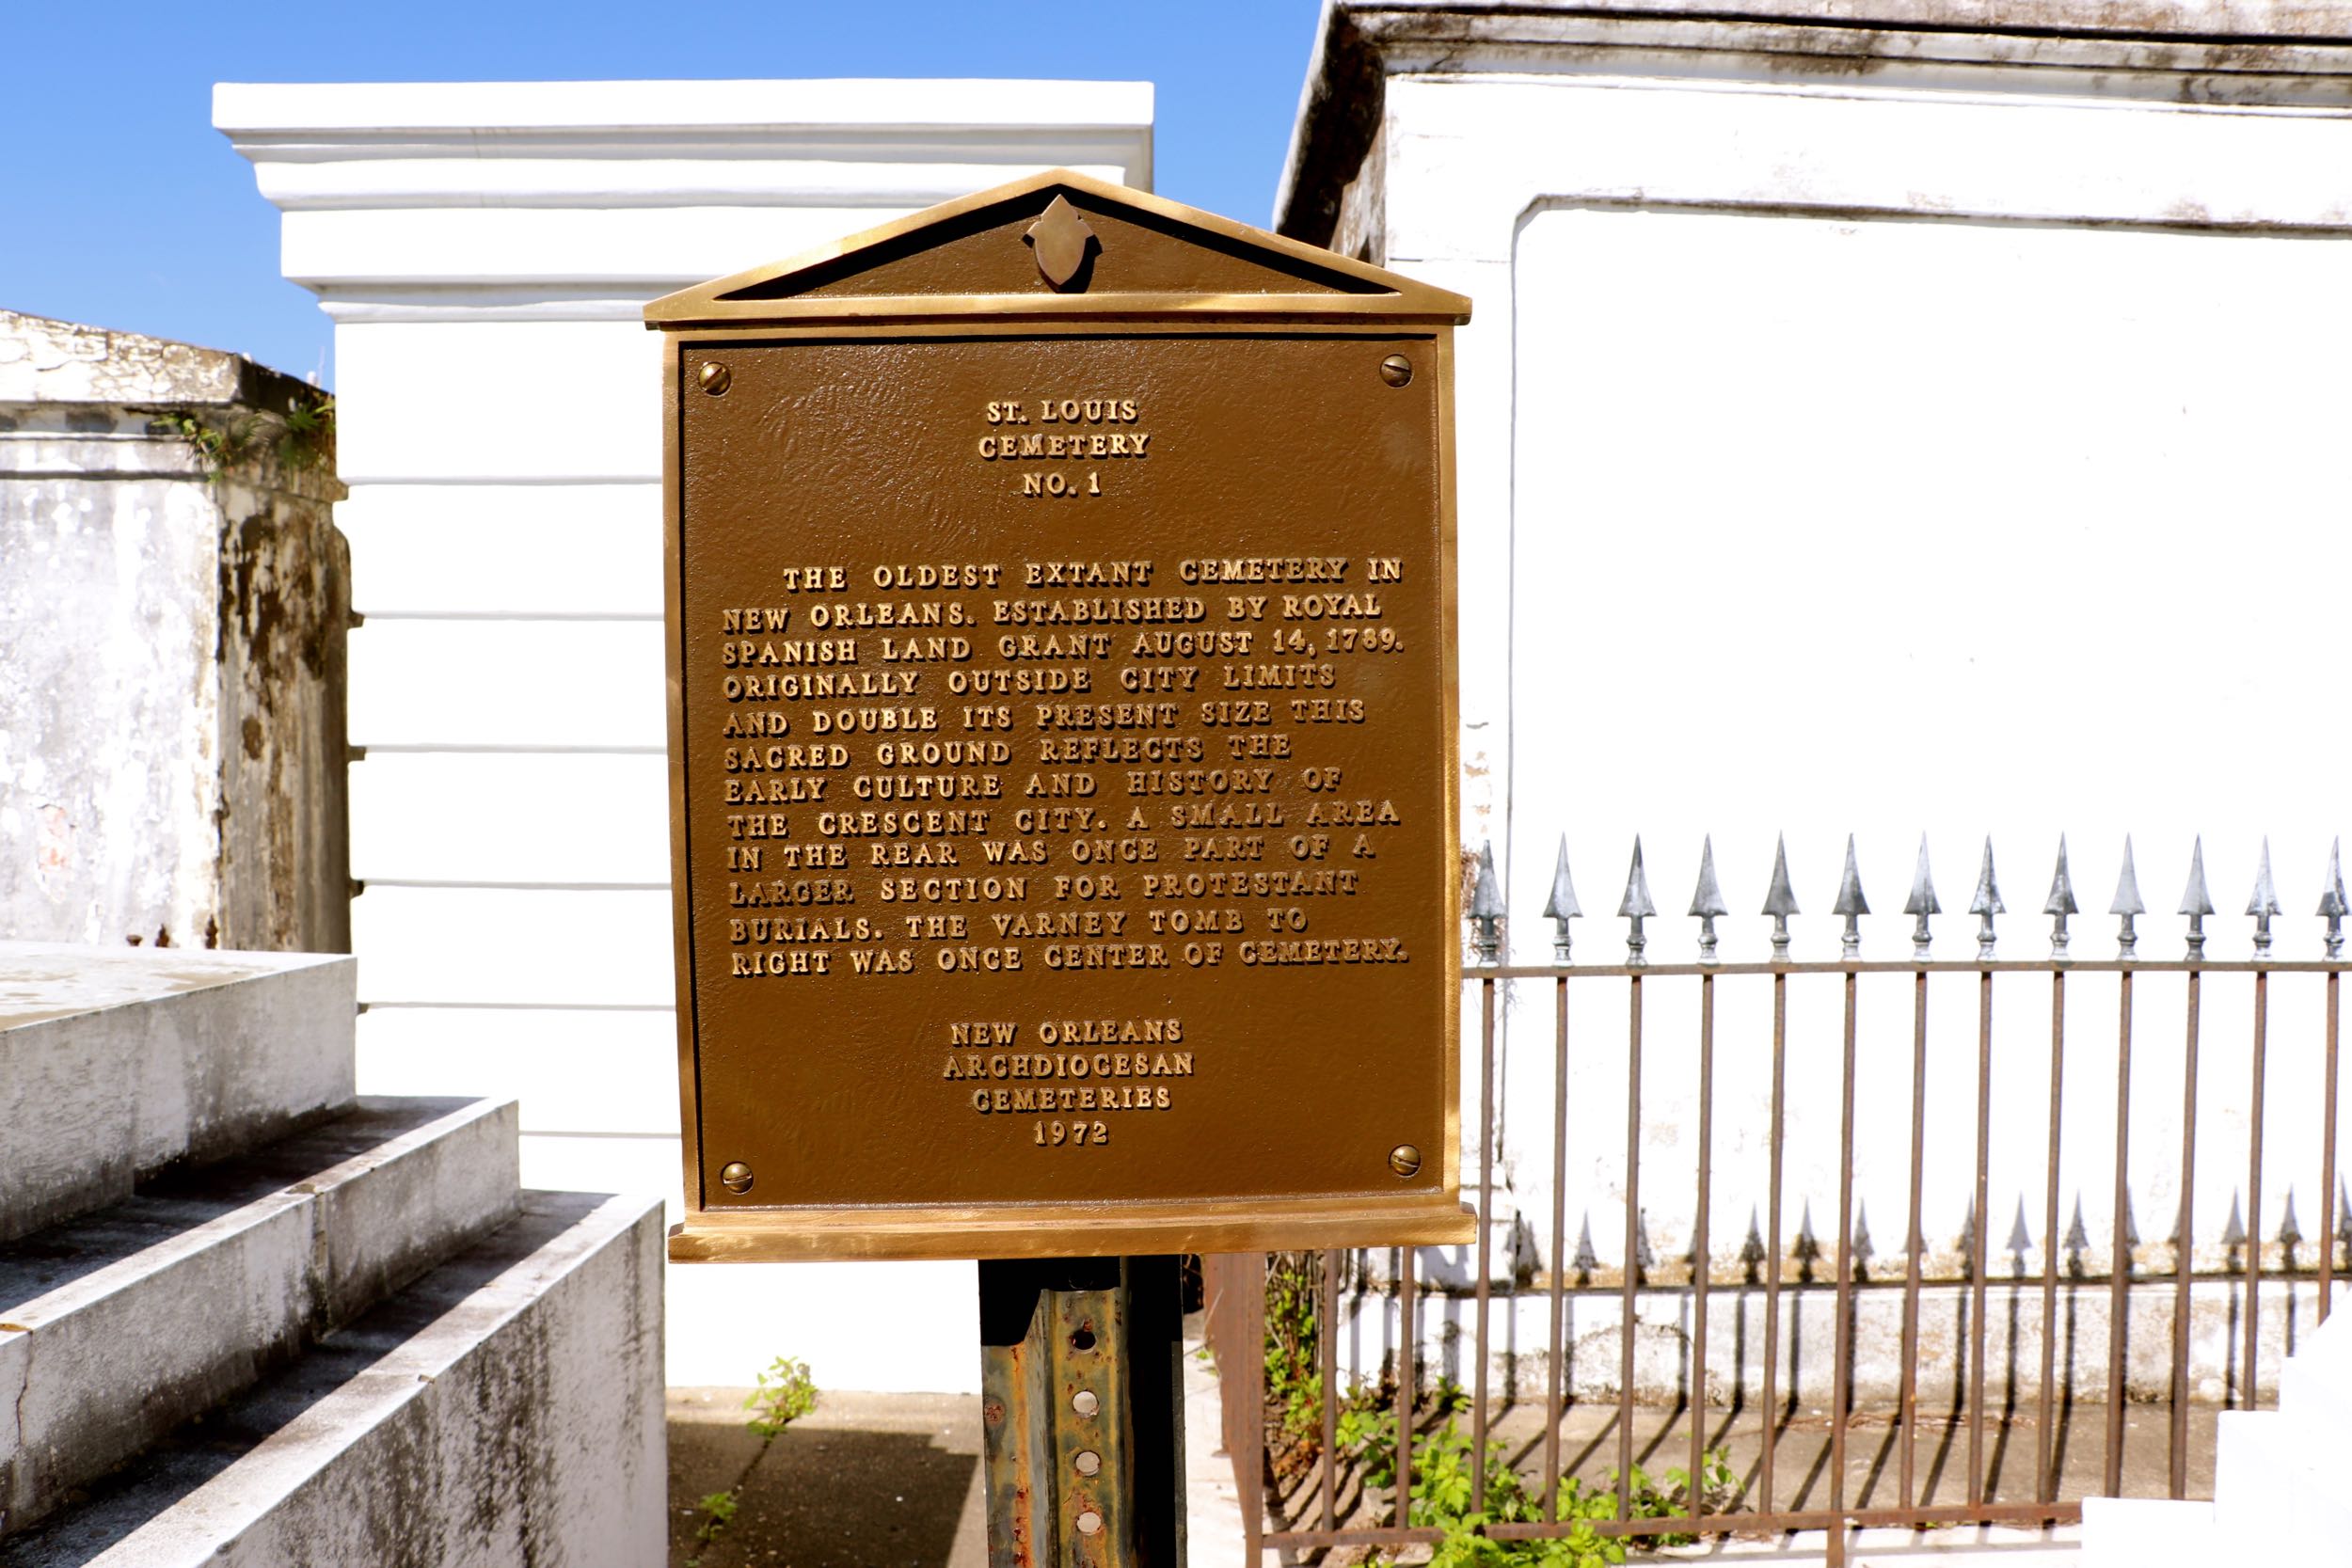 ST. LOUIS
CEMETERY
NO. 1
THE OLDEST EXTANT CEMETERY IN
NEW ORLEANS. ESTABLISHED BY ROYAL
SPANISH LAND GRANT AUGUST 14, 1789.
ORIGINALLY OUTSIDE CITY LIMITS
AND DOUBLE ITS PRESENT SIZE THIS
SACRED GROUND REFLECTS THE
EARLY CULTURE AND HISTORY OF
THE CRESCENT CITY. A SMALL AREA
IN THE REAR WAS ONCE PART OF A
LARGER SECTION FOR PROTESTANT
BURIALS. THE VARNEY TOMB TO
RIGHT WAS ONCE CENTER OF CEMETERY.
NEW ORLEANS
ARCHDIOCESAN
CEMETERIES
1972